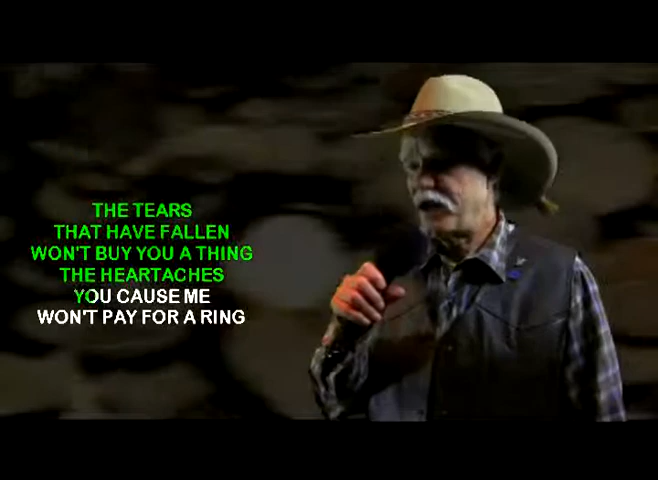 THE TEARS
THAT HAVE FALLEN
WON'T BUY YOU A THING
THE HEARTACHES
YOU CAUSE ME
WON'T PAY FOR A RING